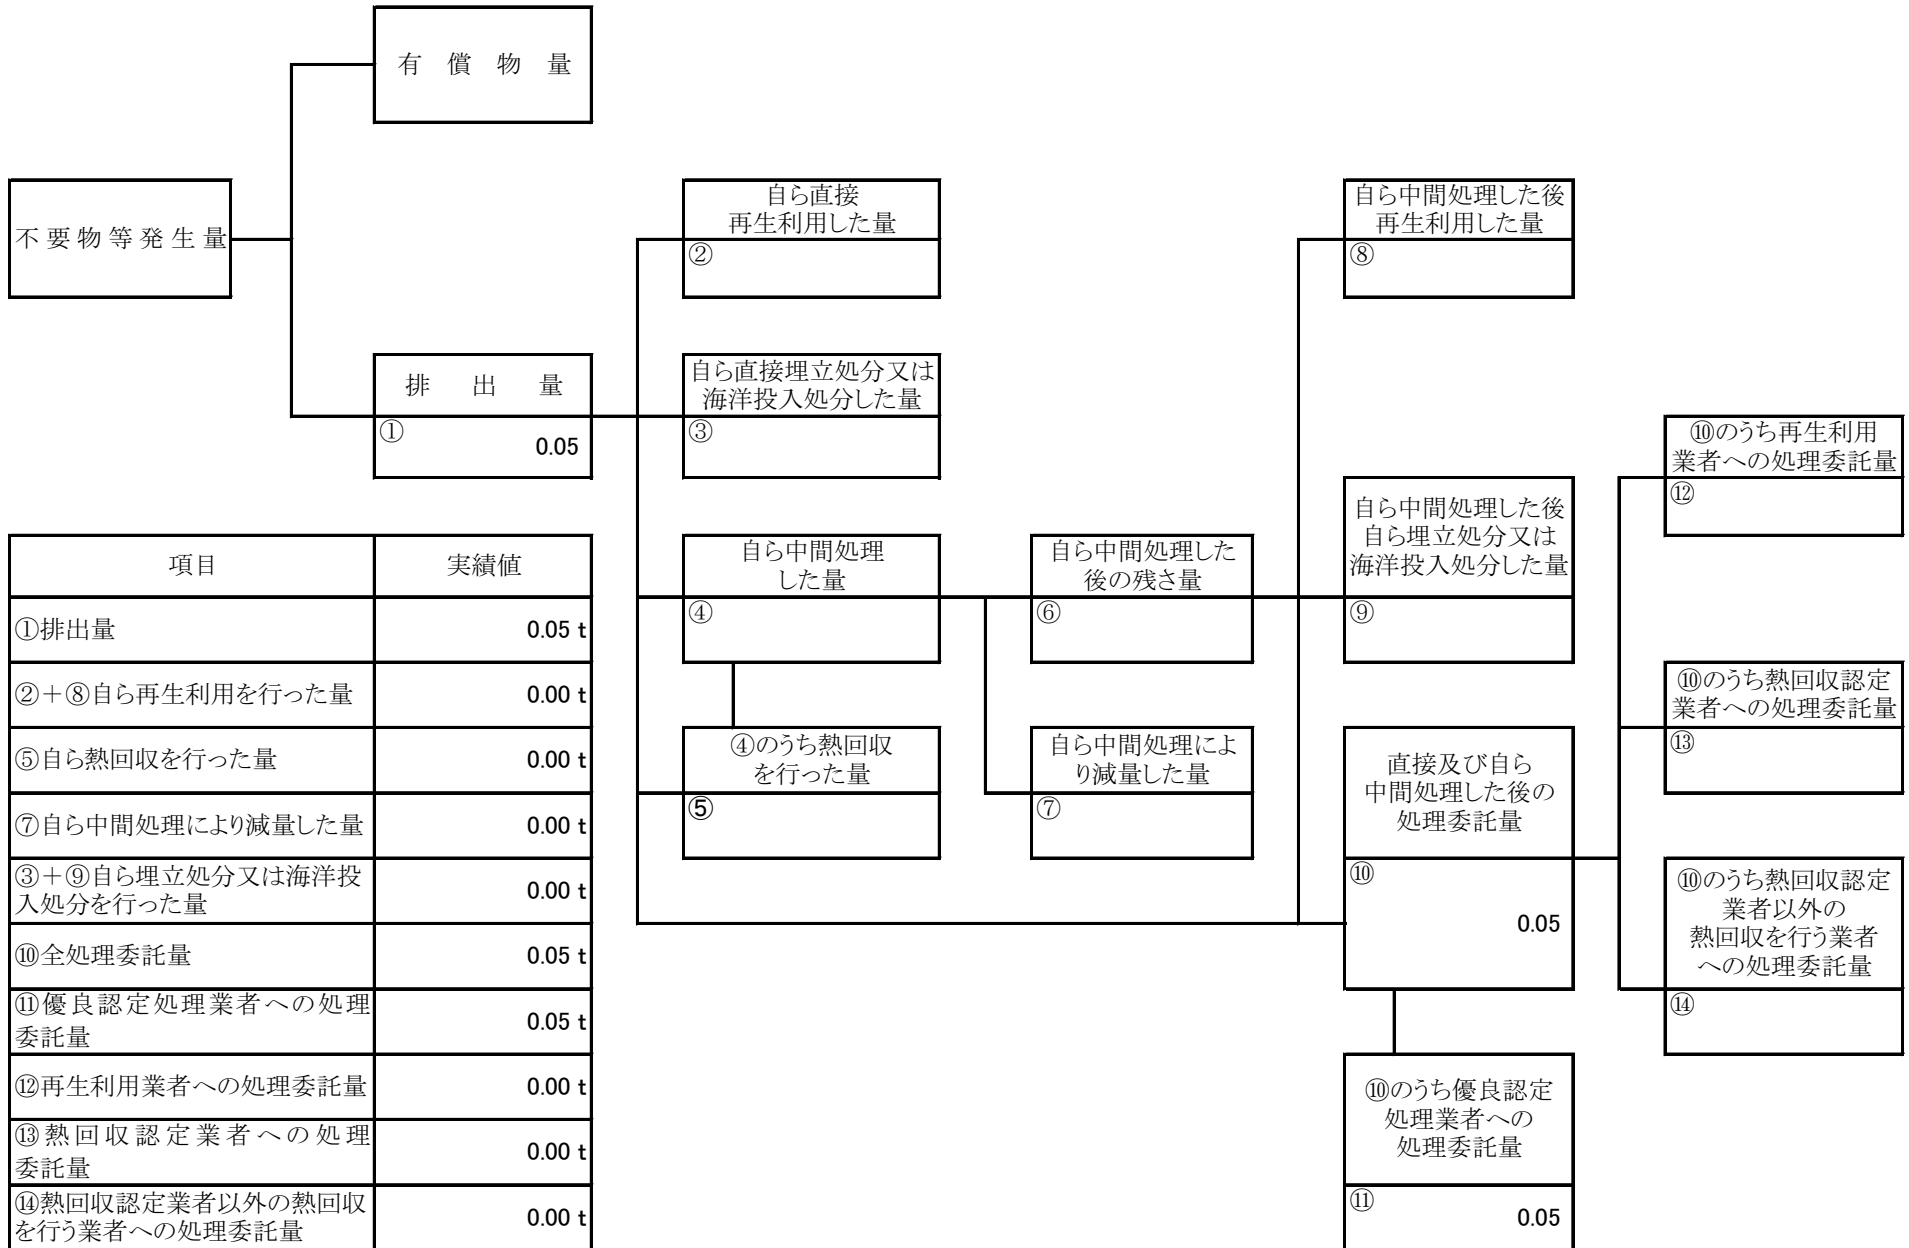 有償物量
不要物等発生量
自ら直接
再生利用した量
②
自ら中間処理した後
再生利用した量
⑧
排出量
①
0.05
自ら直接埋立処分又は
海洋投入処分した量
③
⑩のうち再生利用
業者への処理委託量
⑫
自ら中間処理
した量
④
自ら中間処理した
後の残さ量
⑥
自ら中間処理した後
自ら埋立処分又は
海洋投入処分した量
⑨
⑩のうち熱回収認定
業者への処理委託量
⑬
④のうち熱回収
を行った量
⑤
自ら中間処理によ
り減量した量
⑦
直接及び自ら
中間処理した後の
処理委託量
⑩
0.05
⑩のうち熱回収認定
業者以外の
熱回収を行う業者
への処理委託量
⑭
⑩のうち優良認定
処理業者への
処理委託量
⑪
0.05
項目 実績値
①排出量 0.05 t
②＋⑧自ら再生利用を行った量 0.00 t
⑤自ら熱回収を行った量 0.00 t
⑦自ら中間処理により減量した量 0.00 t
③＋⑨自ら埋立処分又は海洋投
入処分を行った量 0.00 t
⑩全処理委託量 0.05 t
⑪優良認定処理業者への処理
委託量 0.05 t
⑫再生利用業者への処理委託量 0.00 t
⑬熱回収認定業者への処理
委託量 0.00 t
⑭熱回収認定業者以外の熱回収
を行う業者への処理委託量 0.00 t